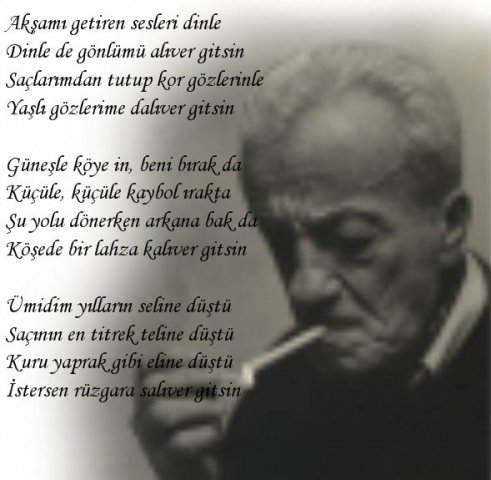 Akşamı getiren sesleri dinle
Dinle de gönlümü alıver gitsin
Saçlarımdan tutup kor gözlerinle
Yaşlı gözlerime dalıver gitsin
Güneşle köye in, beni bırak da
Küçüle, küçüle kaybol ırakta
Şu yolu dönerken arkana bak da
Köşede bir lahza kalıver gitsin
Ümidim yılların seline düştü
Saçının en titrek teline düştü
Kuru yaprak gibi eline düştü
İstersen rüzgara salıver gitsin